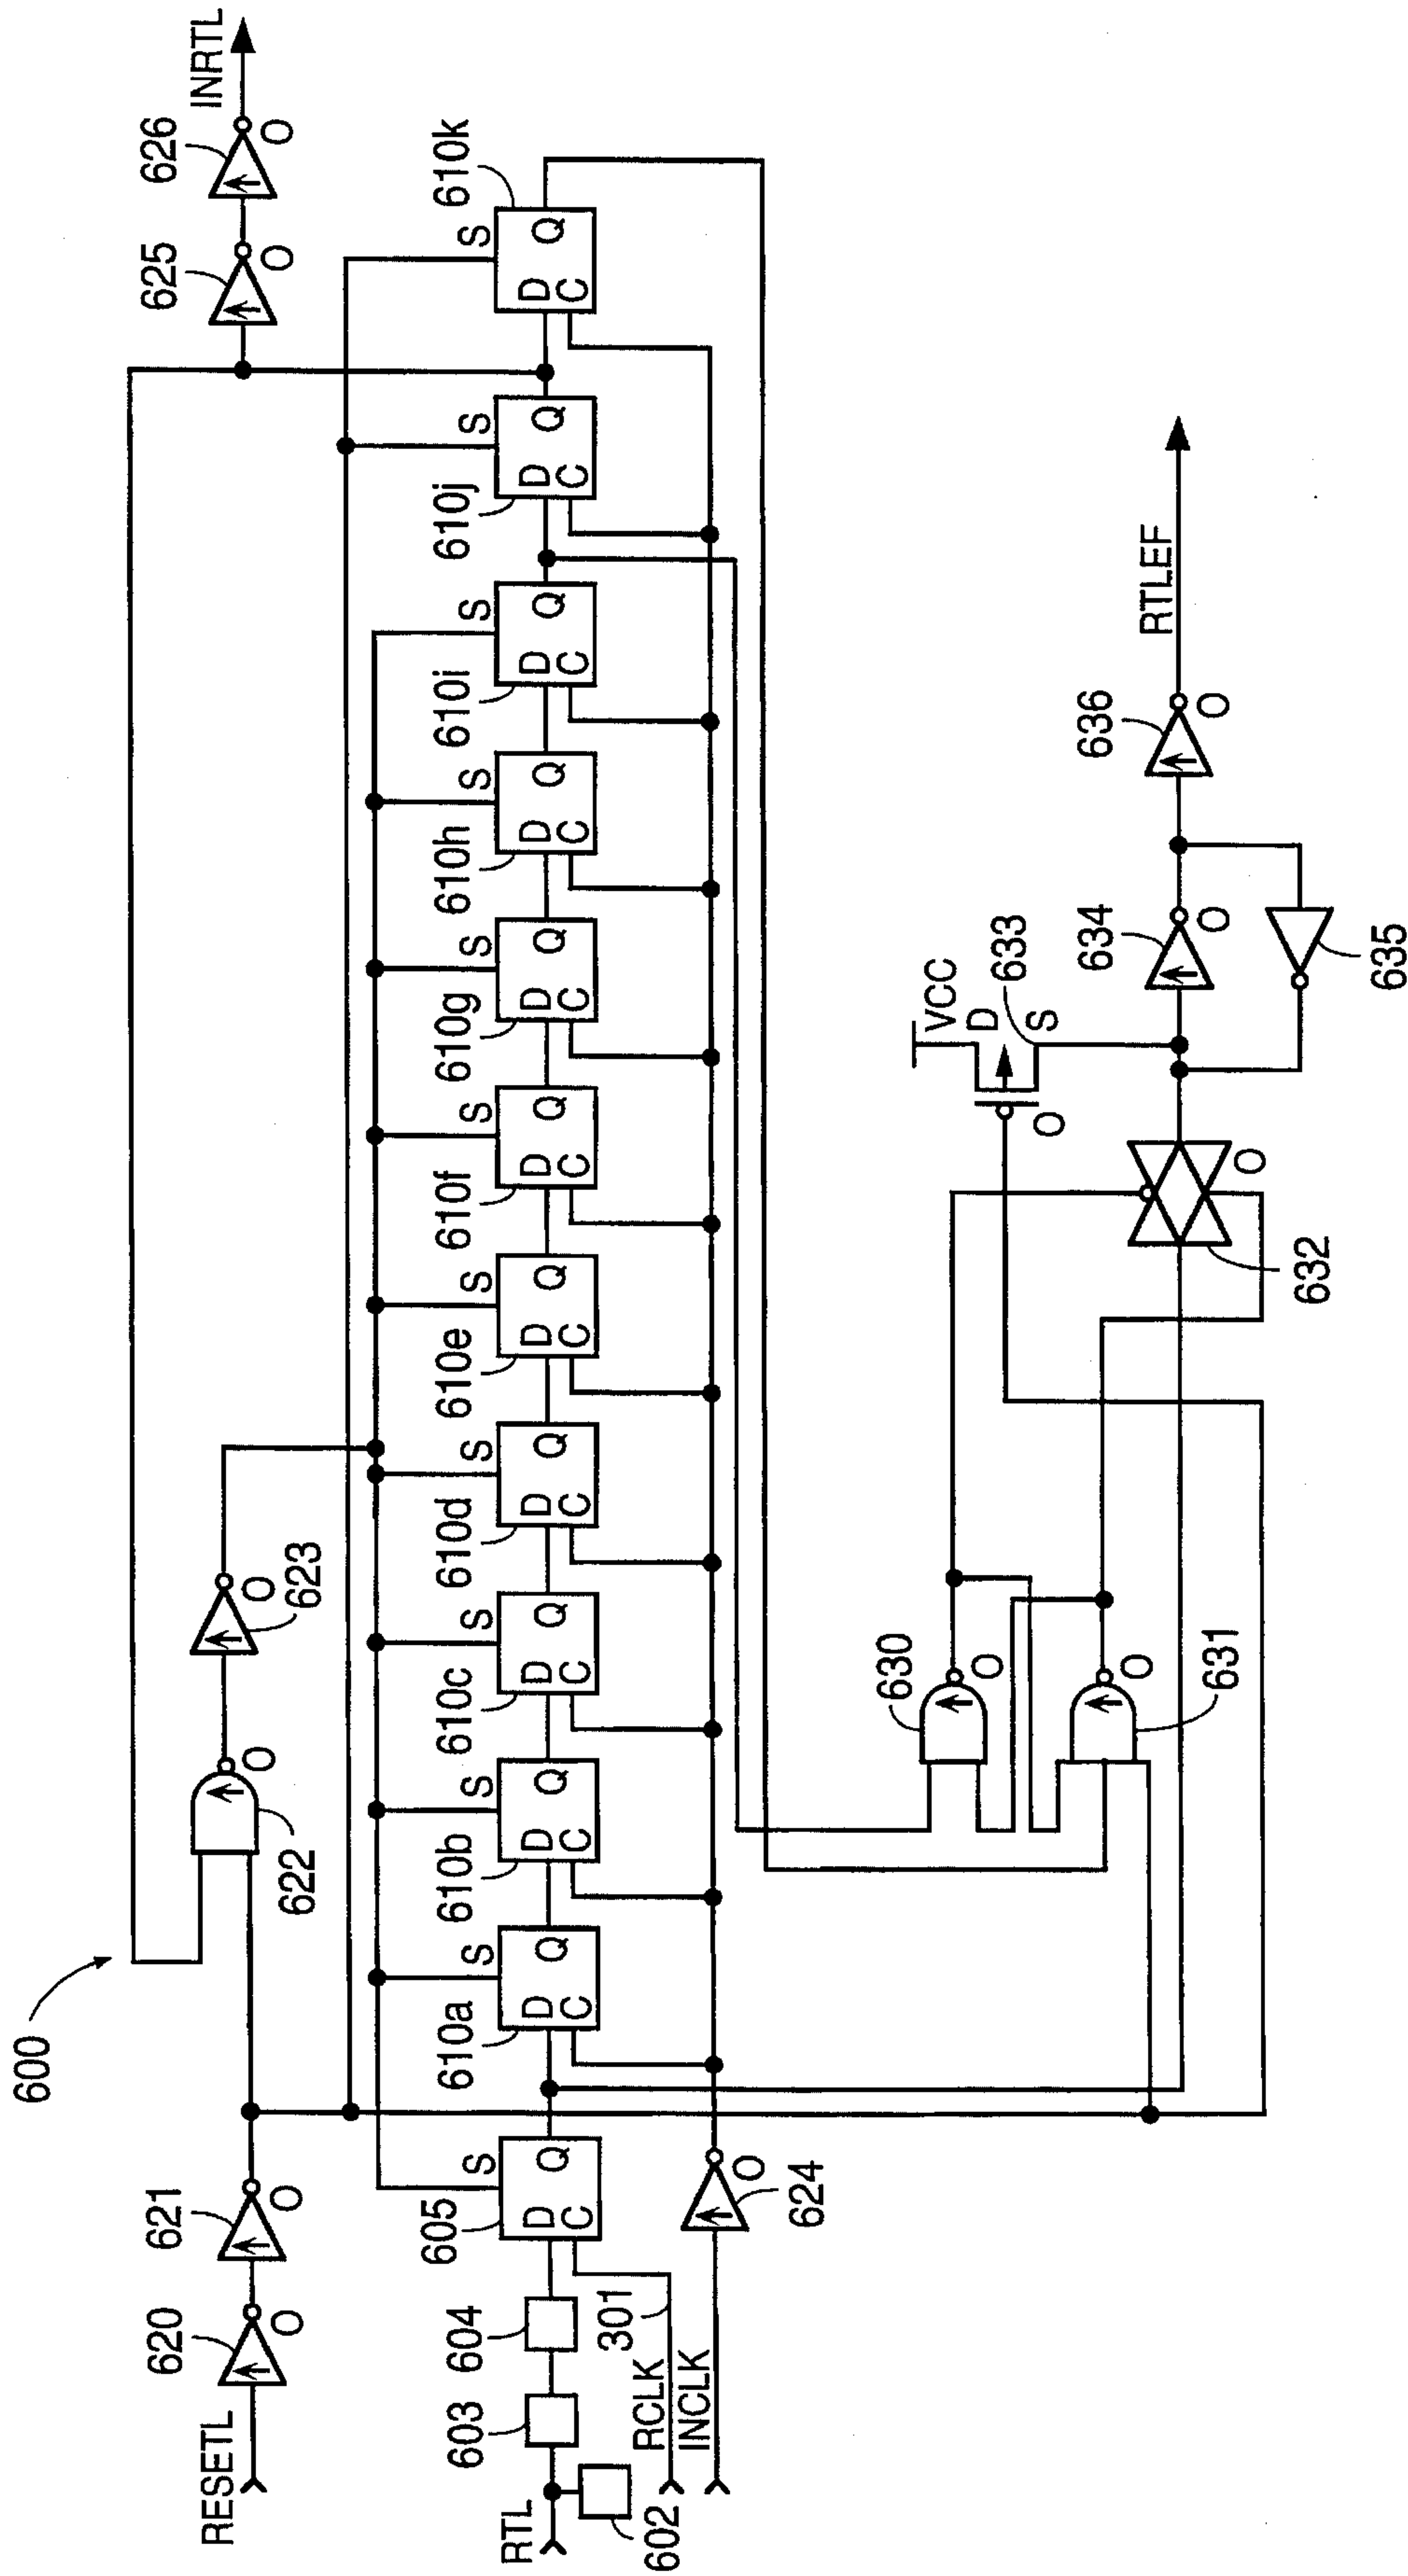 600
RESETL
620
O
621
O
622
O
623
O
625
O
626
O
INRTL
RTL
602
603
604
605
S
D
Q
C
610a
S
D
Q
C
610b
S
D
Q
C
610c
S
D
Q
C
610d
S
D
Q
C
610e
S
D
Q
C
610f
S
D
Q
C
610g
S
D
Q
C
610h
S
D
Q
C
610i
S
D
Q
C
610j
S
D
Q
C
610k
S
D
Q
C
RCLK
301
INCLK
624
O
630
O
631
O
632
O
VCC
D
S
633
O
634
O
635
636
O
RTLEF